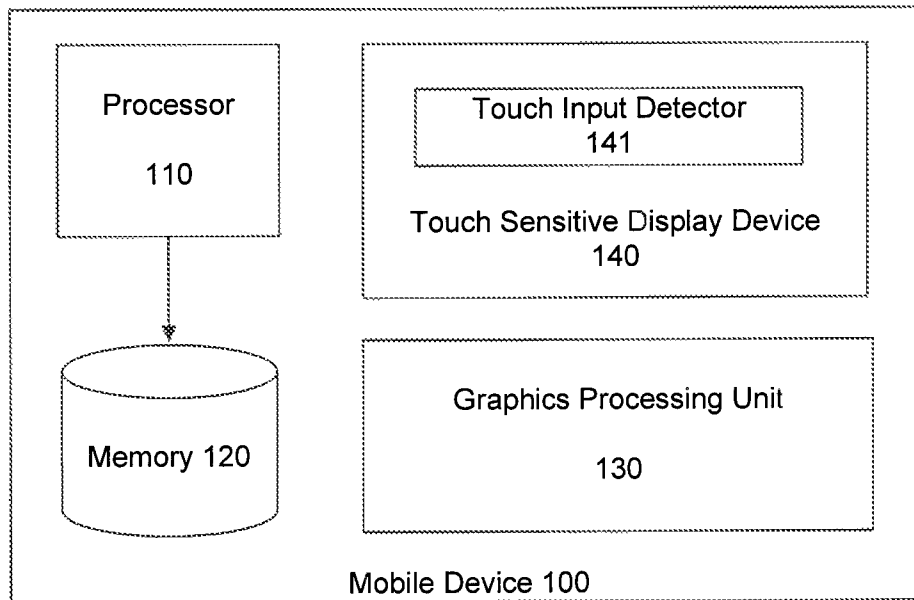 Processor
110
Touch Input Detector
141
Touch Sensitive Display Device
140
Memory 120
Graphics Processing Unit
130
Mobile Device 100